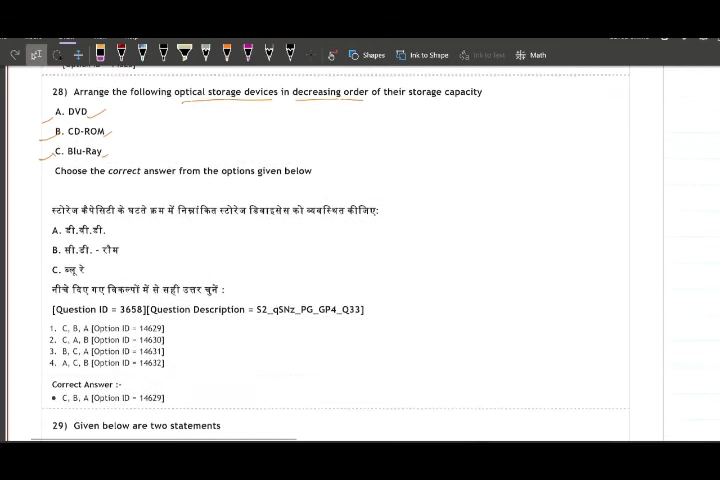 Shapes
Ink to Shape
Ink to Text
Math
28) Arrange the following optical storage devices in decreasing order of their storage capacity
A. DVD
B. CD-ROM
C. Blu-Ray
Choose the correct answer from the options given below
स्टोरेज कैपेसिटी के घटते क्रम में निम्नांकित स्टोरेज डिवाइसेस को व्यवस्थित कीजिए:
A. डी.वी.डी.
B. सी.डी. - रौम
C. ब्लू रे
नीचे दिए गए विकल्पों में से सही उत्तर चुनें :
[Question ID = 3658][Question Description = S2_qSNz_PG_GP4_Q33]
1. C, B, A [Option ID = 14629]
2. C, A, B [Option ID = 14630]
3. B, C, A [Option ID = 14631]
4. A, C, B [Option ID = 14632]
Correct Answer :-
• C, B, A [Option ID = 14629]
29) Given below are two statements